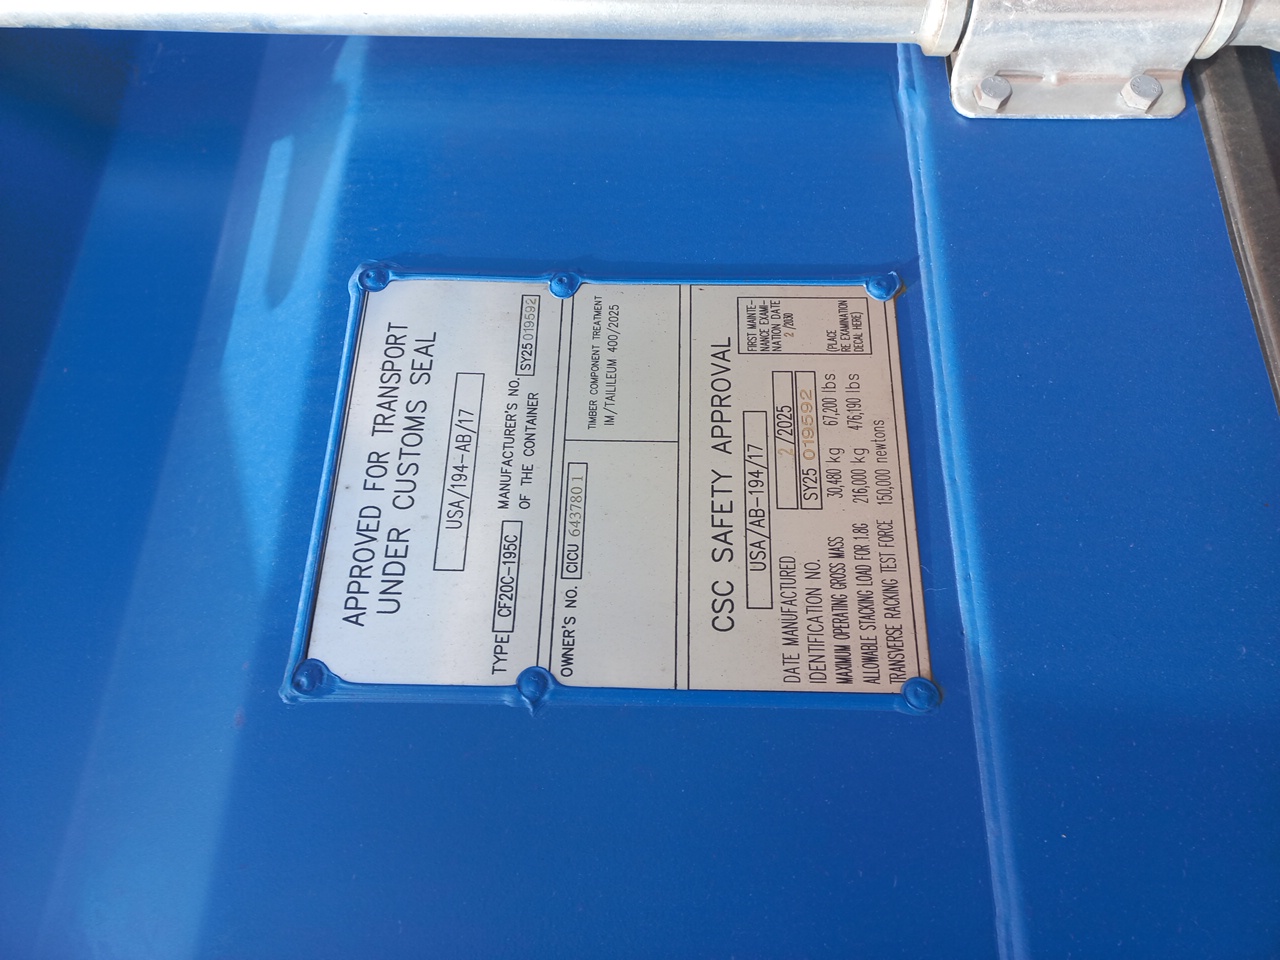 APPROVED FOR TRANSPORT
UNDER CUSTOMS SEAL
USA/194-AB/17
TYPE CF20C-195C MANUFACTURER'S NO. SY25 019592
OF THE CONTAINER
OWNER'S NO. CICU 6437801
TIMBER COMPONENT TREATMENT
IM/TAILILEUM 400/2025
CSC SAFETY APPROVAL
USA/AB-194/17
FIRST MAINTE-
NANCE EXAMI-
NATION DATE
2 /2030
DATE MANUFACTURED 2 /2025
IDENTIFICATION NO. SY25 019592
MAXIMUM OPERATING GROSS MASS 30,480 kg 67,200 lbs
ALLOWABLE STACKING LOAD FOR 1.8G 216,000 kg 476,190 lbs
TRANSVERSE RACKING TEST FORCE 150,000 newtons
(PLACE
RE EXAMINATION
DECAL HERE)